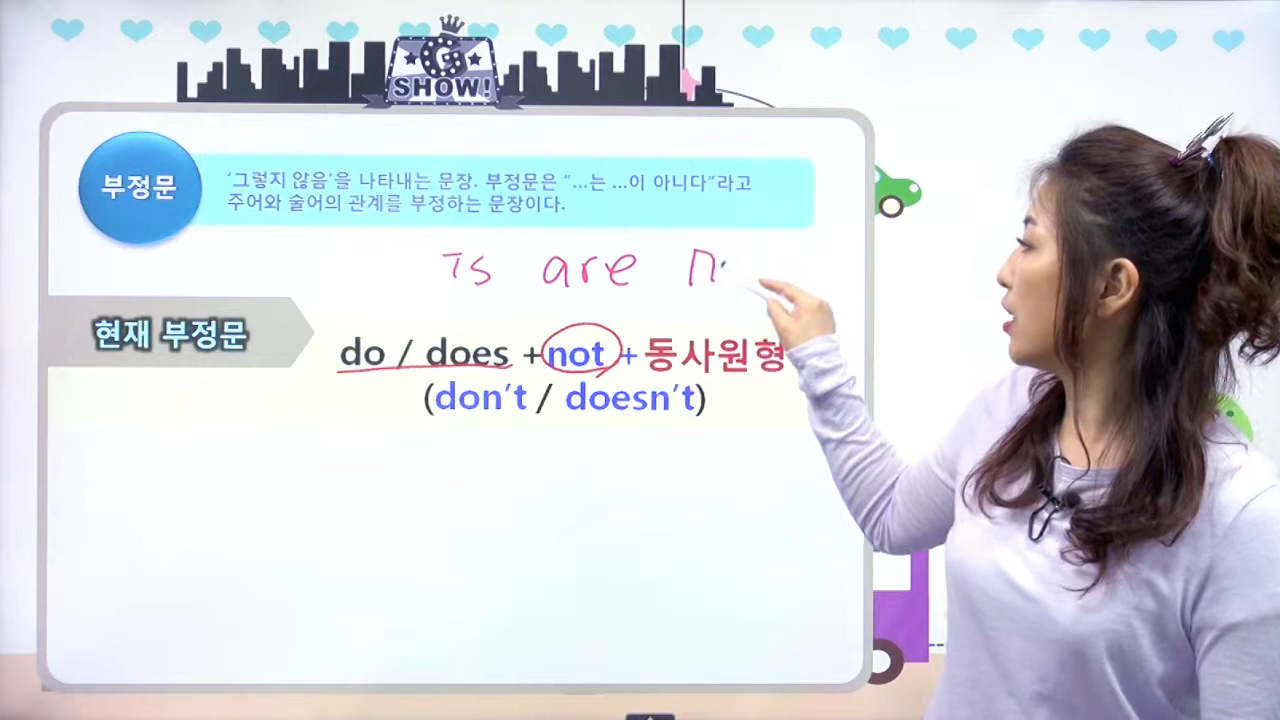 G
SHOW!
부정문
'그렇지 않음'을 나타내는 문장. 부정문은 "...는 ...이 아니다"라고
주어와 술어의 관계를 부정하는 문장이다.
is are n
현재 부정문
do / does + not + 동사원형
(don't / doesn't)